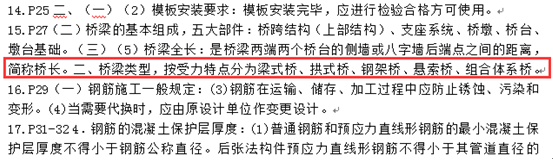 14.P25 二、（一）（2）模板安装要求：模板安装完毕，应进行检验合格方可使用。
15.P27（二）桥梁的基本组成，五大部件：桥跨结构（上部结构）、支座系统、桥墩、桥台、
墩台基础。（三）（5）桥梁全长：是桥梁两端两个桥台的侧墙或八字墙后端点之间的距离，
简称桥长。二、桥梁类型，按受力特点分为梁式桥、拱式桥、钢架桥、悬索桥、组合体系桥。
16.P29（一）钢筋施工一般规定：(3)钢筋在运输、储存、加工过程中应防止锈蚀、污染和
变形。(4)当需要代换时，应由原设计单位作变更设计。
17.P31-324．钢筋的混凝土保护层厚度：(1)普通钢筋和预应力直线形钢筋的最小混凝土保
护层厚度不得小于钢筋公称直径。后张法构件预应力直线形钢筋不得小于其管道直径的